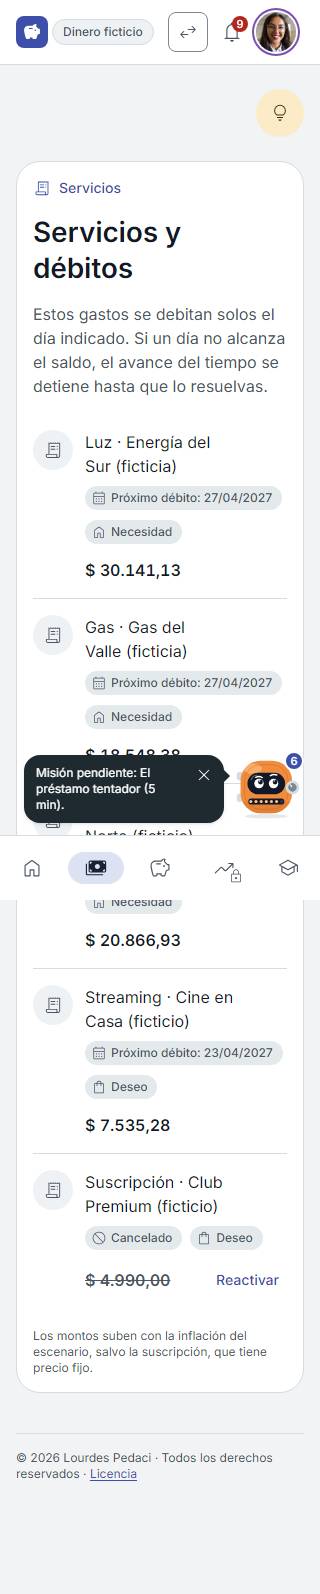 Dinero ficticio
9
Servicios
Servicios y
débitos
Estos gastos se debitan solos el
día indicado. Si un día no alcanza
el saldo, el avance del tiempo se
detiene hasta que lo resuelvas.
Luz · Energía del
Sur (ficticia)
Próximo débito: 27/04/2027
Necesidad
$ 30.141,13
Gas · Gas del
Valle (ficticia)
Próximo débito: 27/04/2027
Necesidad
$ 18.548,38
6
Misión pendiente: El
préstamo tentador (5
min).
Norte (ficticia)
Necesidad
$ 20.866,93
Streaming · Cine en
Casa (ficticio)
Próximo débito: 23/04/2027
Deseo
$ 7.535,28
Suscripción · Club
Premium (ficticio)
Cancelado
Deseo
$ 4.990,00
Reactivar
Los montos suben con la inflación del
escenario, salvo la suscripción, que tiene
precio fijo.
© 2026 Lourdes Pedaci · Todos los derechos
reservados · Licencia